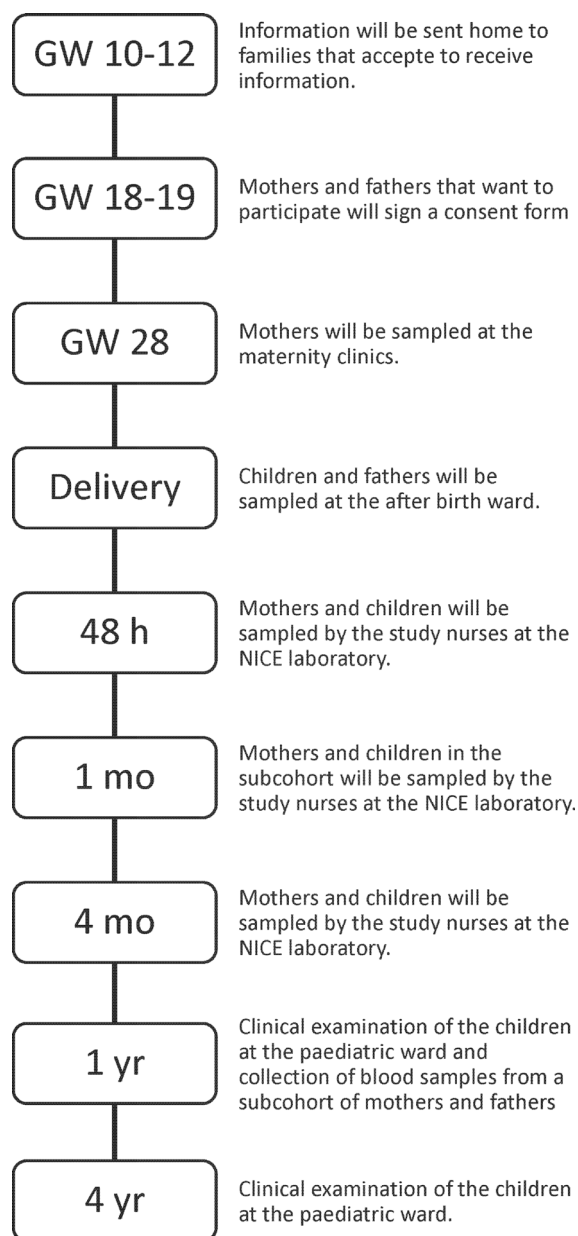 GW 10-12
Information will be sent home to
families that accepte to receive
information.
GW 18-19
Mothers and fathers that want to
participate will sign a consent form
GW 28
Mothers will be sampled at the
maternity clinics.
Delivery
Children and fathers will be
sampled at the after birth ward.
48 h
Mothers and children will be
sampled by the study nurses at the
NICE laboratory.
1 mo
Mothers and children in the
subcohort will be sampled by the
study nurses at the NICE laboratory.
4 mo
Mothers and children will be
sampled by the study nurses at the
NICE laboratory.
1 yr
Clinical examination of the children
at the paediatric ward and
collection of blood samples from a
subcohort of mothers and fathers
4 yr
Clinical examination of the children
at the paediatric ward.